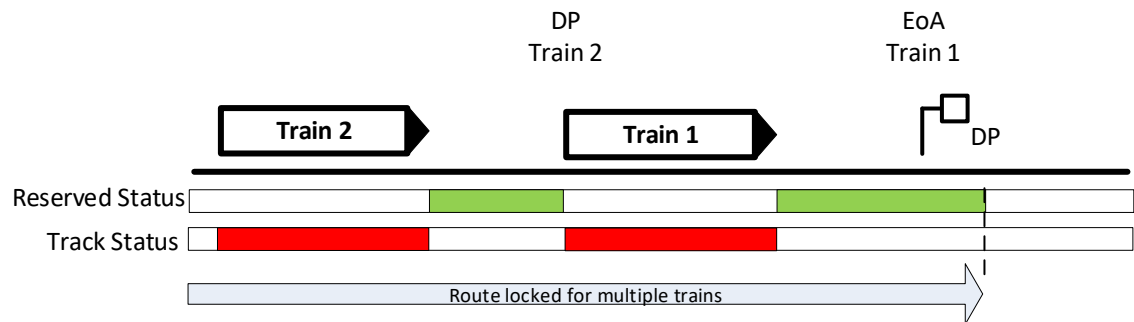 DP
Train 2
EoA
Train 1
Train 2
Train 1
DP
Reserved Status
Track Status
Route locked for multiple trains